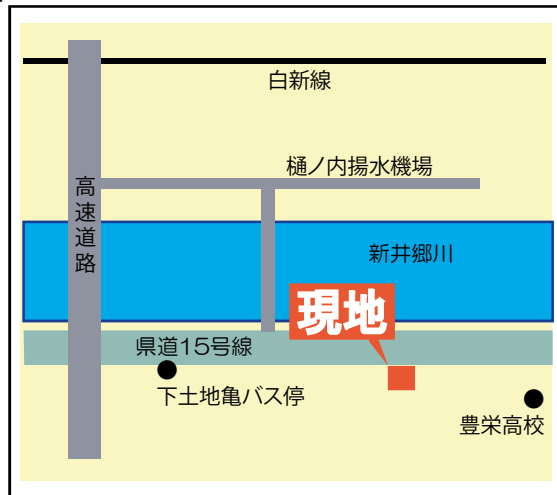 白新線
樋ノ内揚水機場
高速道路
新井郷川
現地
県道15号線
下土地亀バス停
豊栄高校